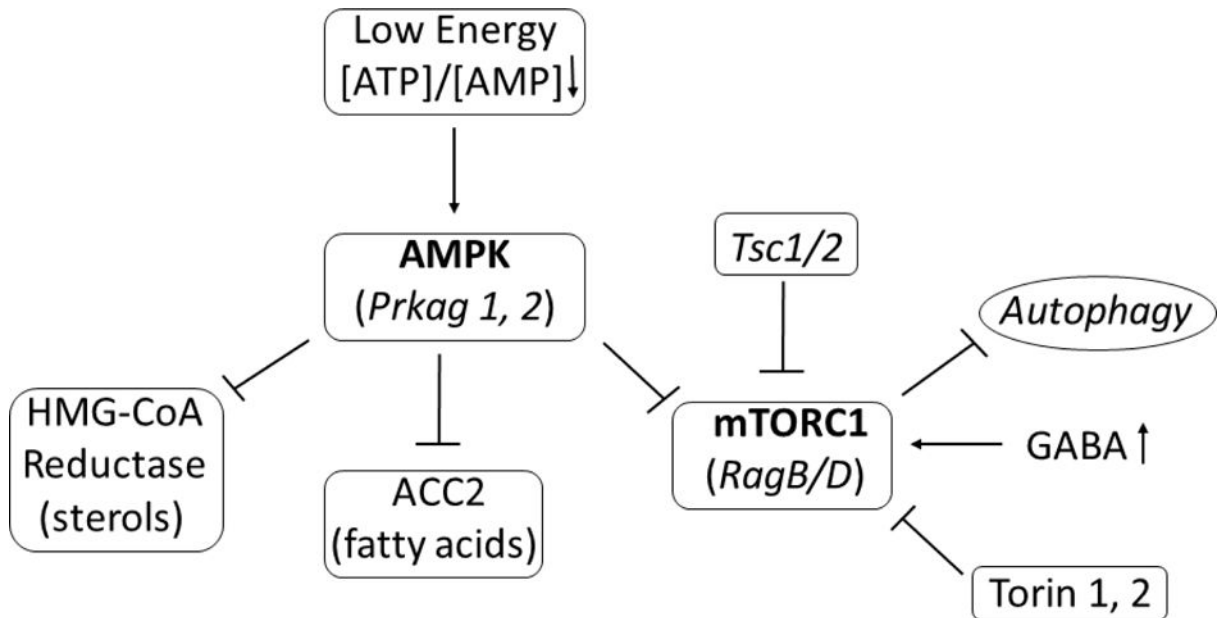 Low Energy
[ATP]/[AMP]↓
AMPK
(Prkag 1, 2)
Tsc1/2
Autophagy
HMG-CoA
Reductase
(sterols)
mTORC1
(RagB/D)
GABA↑
ACC2
(fatty acids)
Torin 1, 2